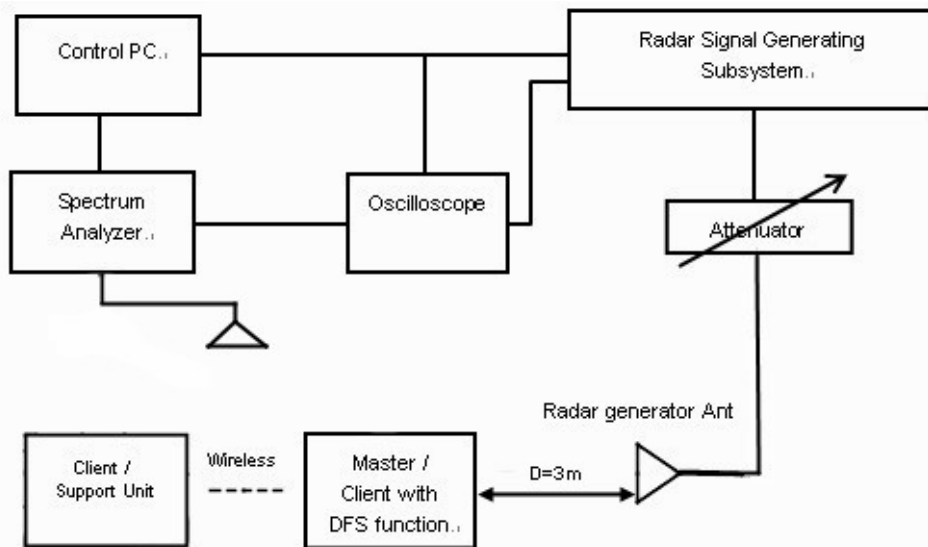 Control PC.
Radar Signal Generating
Subsystem.
Spectrum
Analyzer.
Oscilloscope
Attenuator
Radar generator Ant
Client /
Support Unit
Wireless
Master /
Client with
DFS function.
D=3m